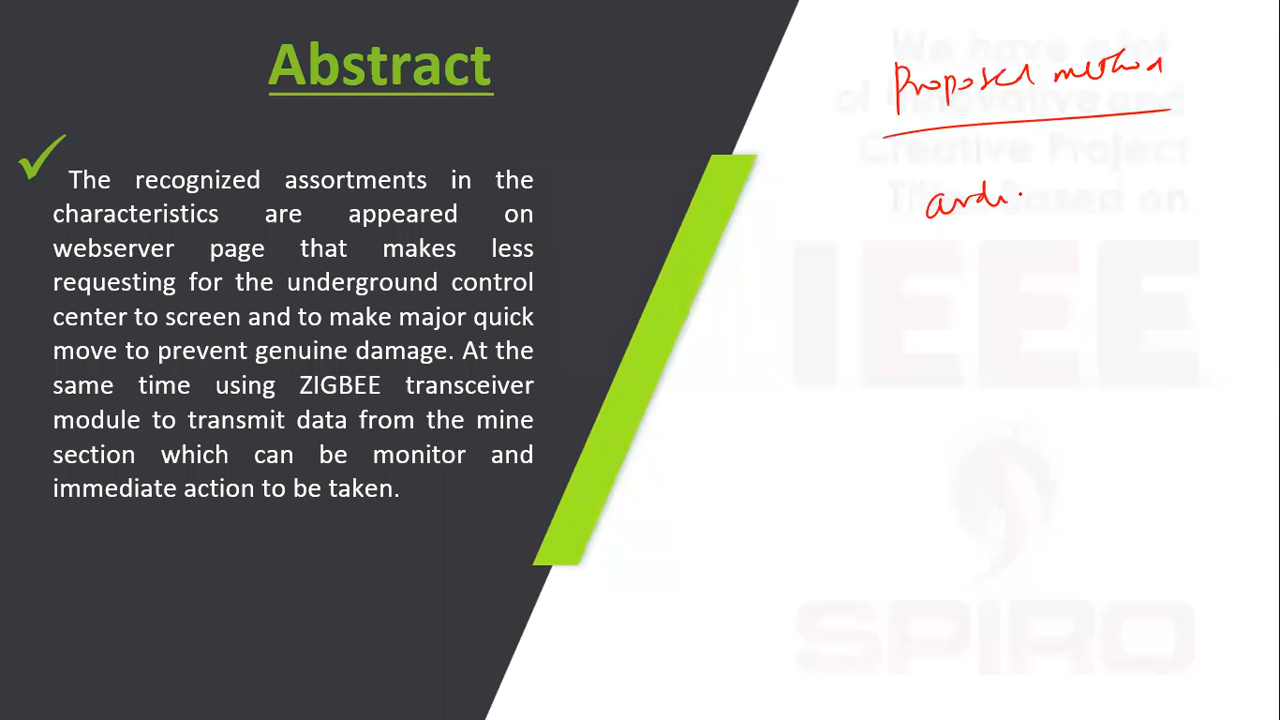 Abstract
The recognized assortments in the
characteristics are appeared on
webserver page that makes less
requesting for the underground control
center to screen and to make major quick
move to prevent genuine damage. At the
same time using ZIGBEE transceiver
module to transmit data from the mine
section which can be monitor and
immediate action to be taken.
We have a lot
Proposed method
of Innovative and
Creative Project
Based on
IEEE
SPIRO